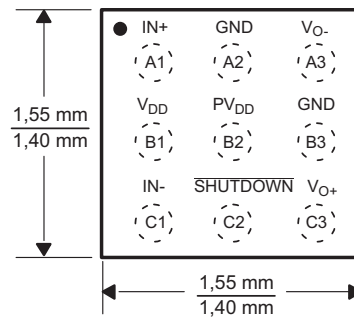 IN+ GND VO-
A1 A2 A3
VDD PVDD GND
B1 B2 B3
IN- SHUTDOWN VO+
C1 C2 C3
1,55 mm
1,40 mm
1,55 mm
1,40 mm